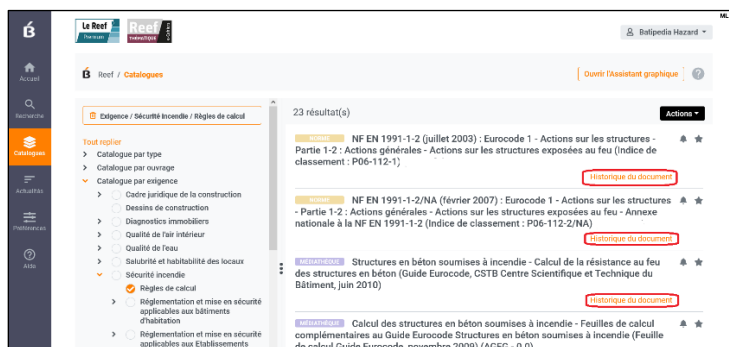 ML
Le Reef
Premium
Reef
THÉMATIQUE
e-Cahiers
Batipedia Hazard
Accueil
Recherche
Catalogues
Actualités
Préférences
Aide
Reef / Catalogues
Ouvrir l'Assistant graphique
Exigence / Sécurité Incendie / Règles de calcul
Tout replier
Catalogue par type
Catalogue par ouvrage
Catalogue par exigence
Cadre juridique de la construction
Dessins de construction
Diagnostics immobiliers
Qualité de l'air intérieur
Qualité de l'eau
Salubrité et habitabilité des locaux
Sécurité incendie
Règles de calcul
Réglementation et mise en sécurité
applicables aux bâtiments
d'habitation
Réglementation et mise en sécurité
applicables aux Etablissements
23 résultat(s)
Actions
NORME NF EN 1991-1-2 (juillet 2003) : Eurocode 1 - Actions sur les structures -
Partie 1-2 : Actions générales - Actions sur les structures exposées au feu (Indice de
classement : P06-112-1)
Historique du document
NORME NF EN 1991-1-2/NA (février 2007) : Eurocode 1 - Actions sur les structures
- Partie 1-2 : Actions générales - Actions sur les structures exposées au feu - Annexe
nationale à la NF EN 1991-1-2 (Indice de classement : P06-112-2/NA)
Historique du document
MÉDIATHÈQUE Structures en béton soumises à incendie - Calcul de la résistance au feu
des structures en béton (Guide Eurocode, CSTB Centre Scientifique et Technique du
Bâtiment, juin 2010)
Historique du document
MÉDIATHÈQUE Calcul des structures en béton soumises à incendie - Feuilles de calcul
complémentaires au Guide Eurocode Structures en béton soumises à incendie (Feuille
de calcul Guide Eurocode, novembre 2009)